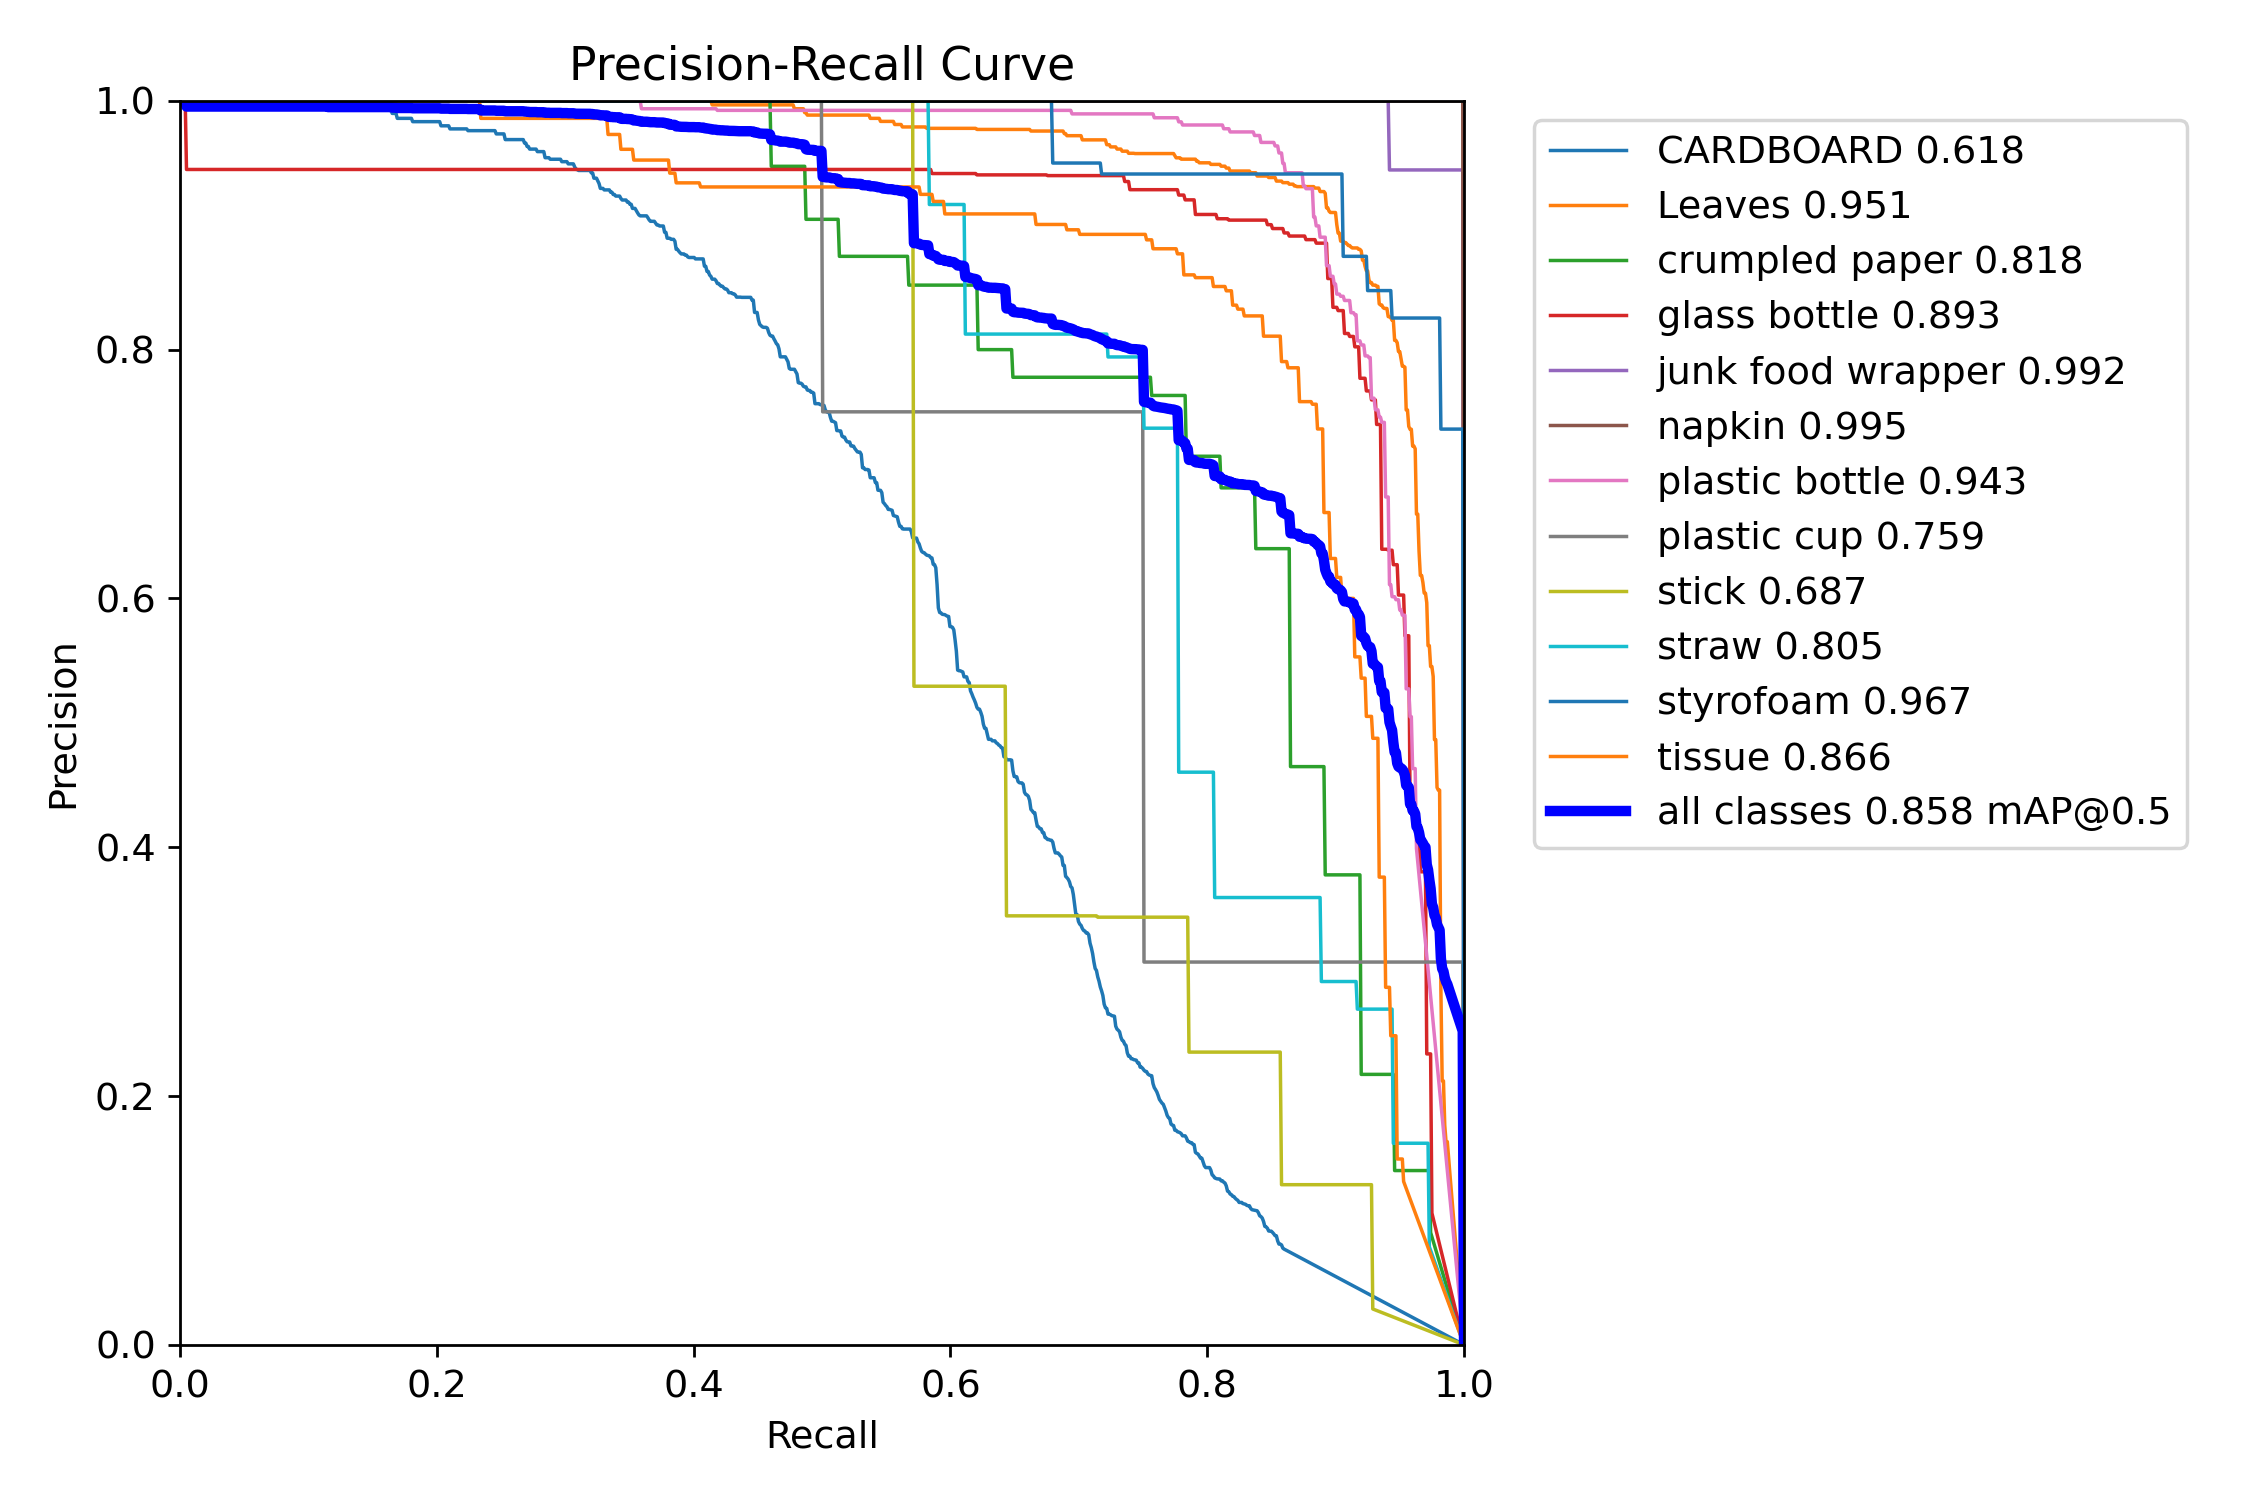 Precision-Recall Curve
1.0
0.8
0.6
0.4
0.2
0.0
Precision
0.0 0.2 0.4 0.6 0.8 1.0
Recall
CARDBOARD 0.618
Leaves 0.951
crumpled paper 0.818
glass bottle 0.893
junk food wrapper 0.992
napkin 0.995
plastic bottle 0.943
plastic cup 0.759
stick 0.687
straw 0.805
styrofoam 0.967
tissue 0.866
all classes 0.858 mAP@0.5